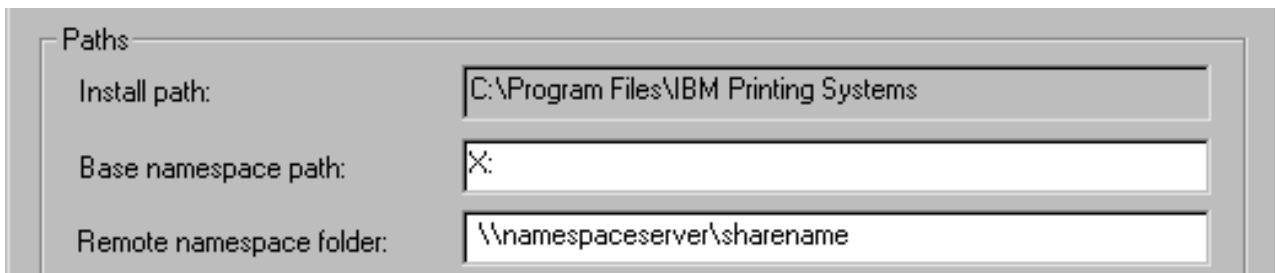 Paths
Install path: C:\Program Files\IBM Printing Systems
Base namespace path: X:
Remote namespace folder: \\namespaceserver\sharename